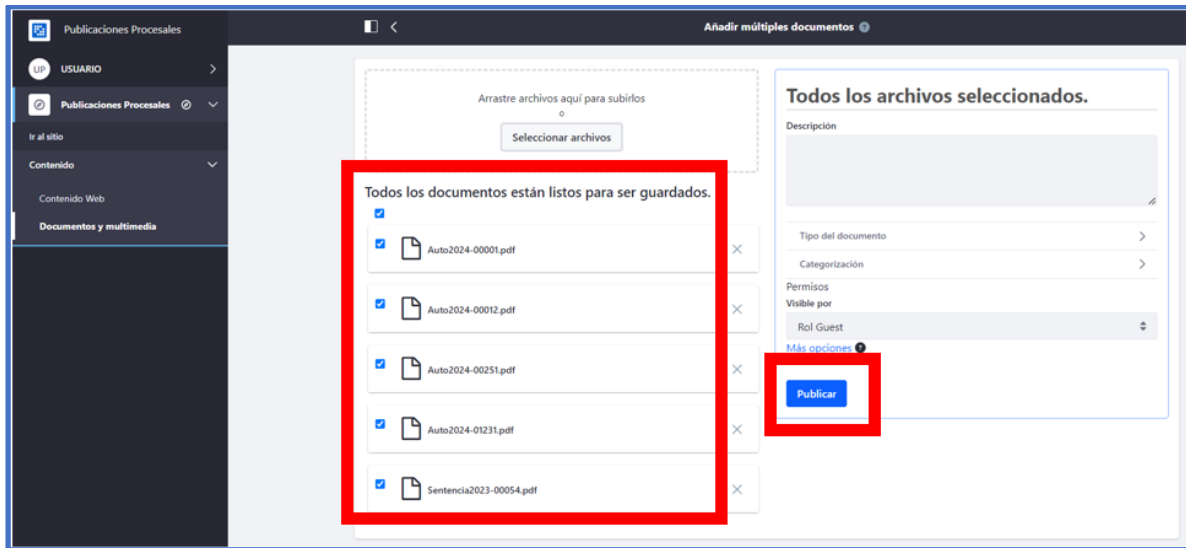 Publicaciones Procesales
Añadir múltiples documentos
UP USUARIO
Publicaciones Procesales
Ir al sitio
Contenido
Contenido Web
Documentos y multimedia
Arrastre archivos aquí para subirlos
o
Seleccionar archivos
Todos los documentos están listos para ser guardados.
Auto2024-00001.pdf
Auto2024-00012.pdf
Auto2024-00251.pdf
Auto2024-01231.pdf
Sentencia2023-00054.pdf
Todos los archivos seleccionados.
Descripción
Tipo del documento
Categorización
Permisos
Visible por
Rol Guest
Más opciones
Publicar